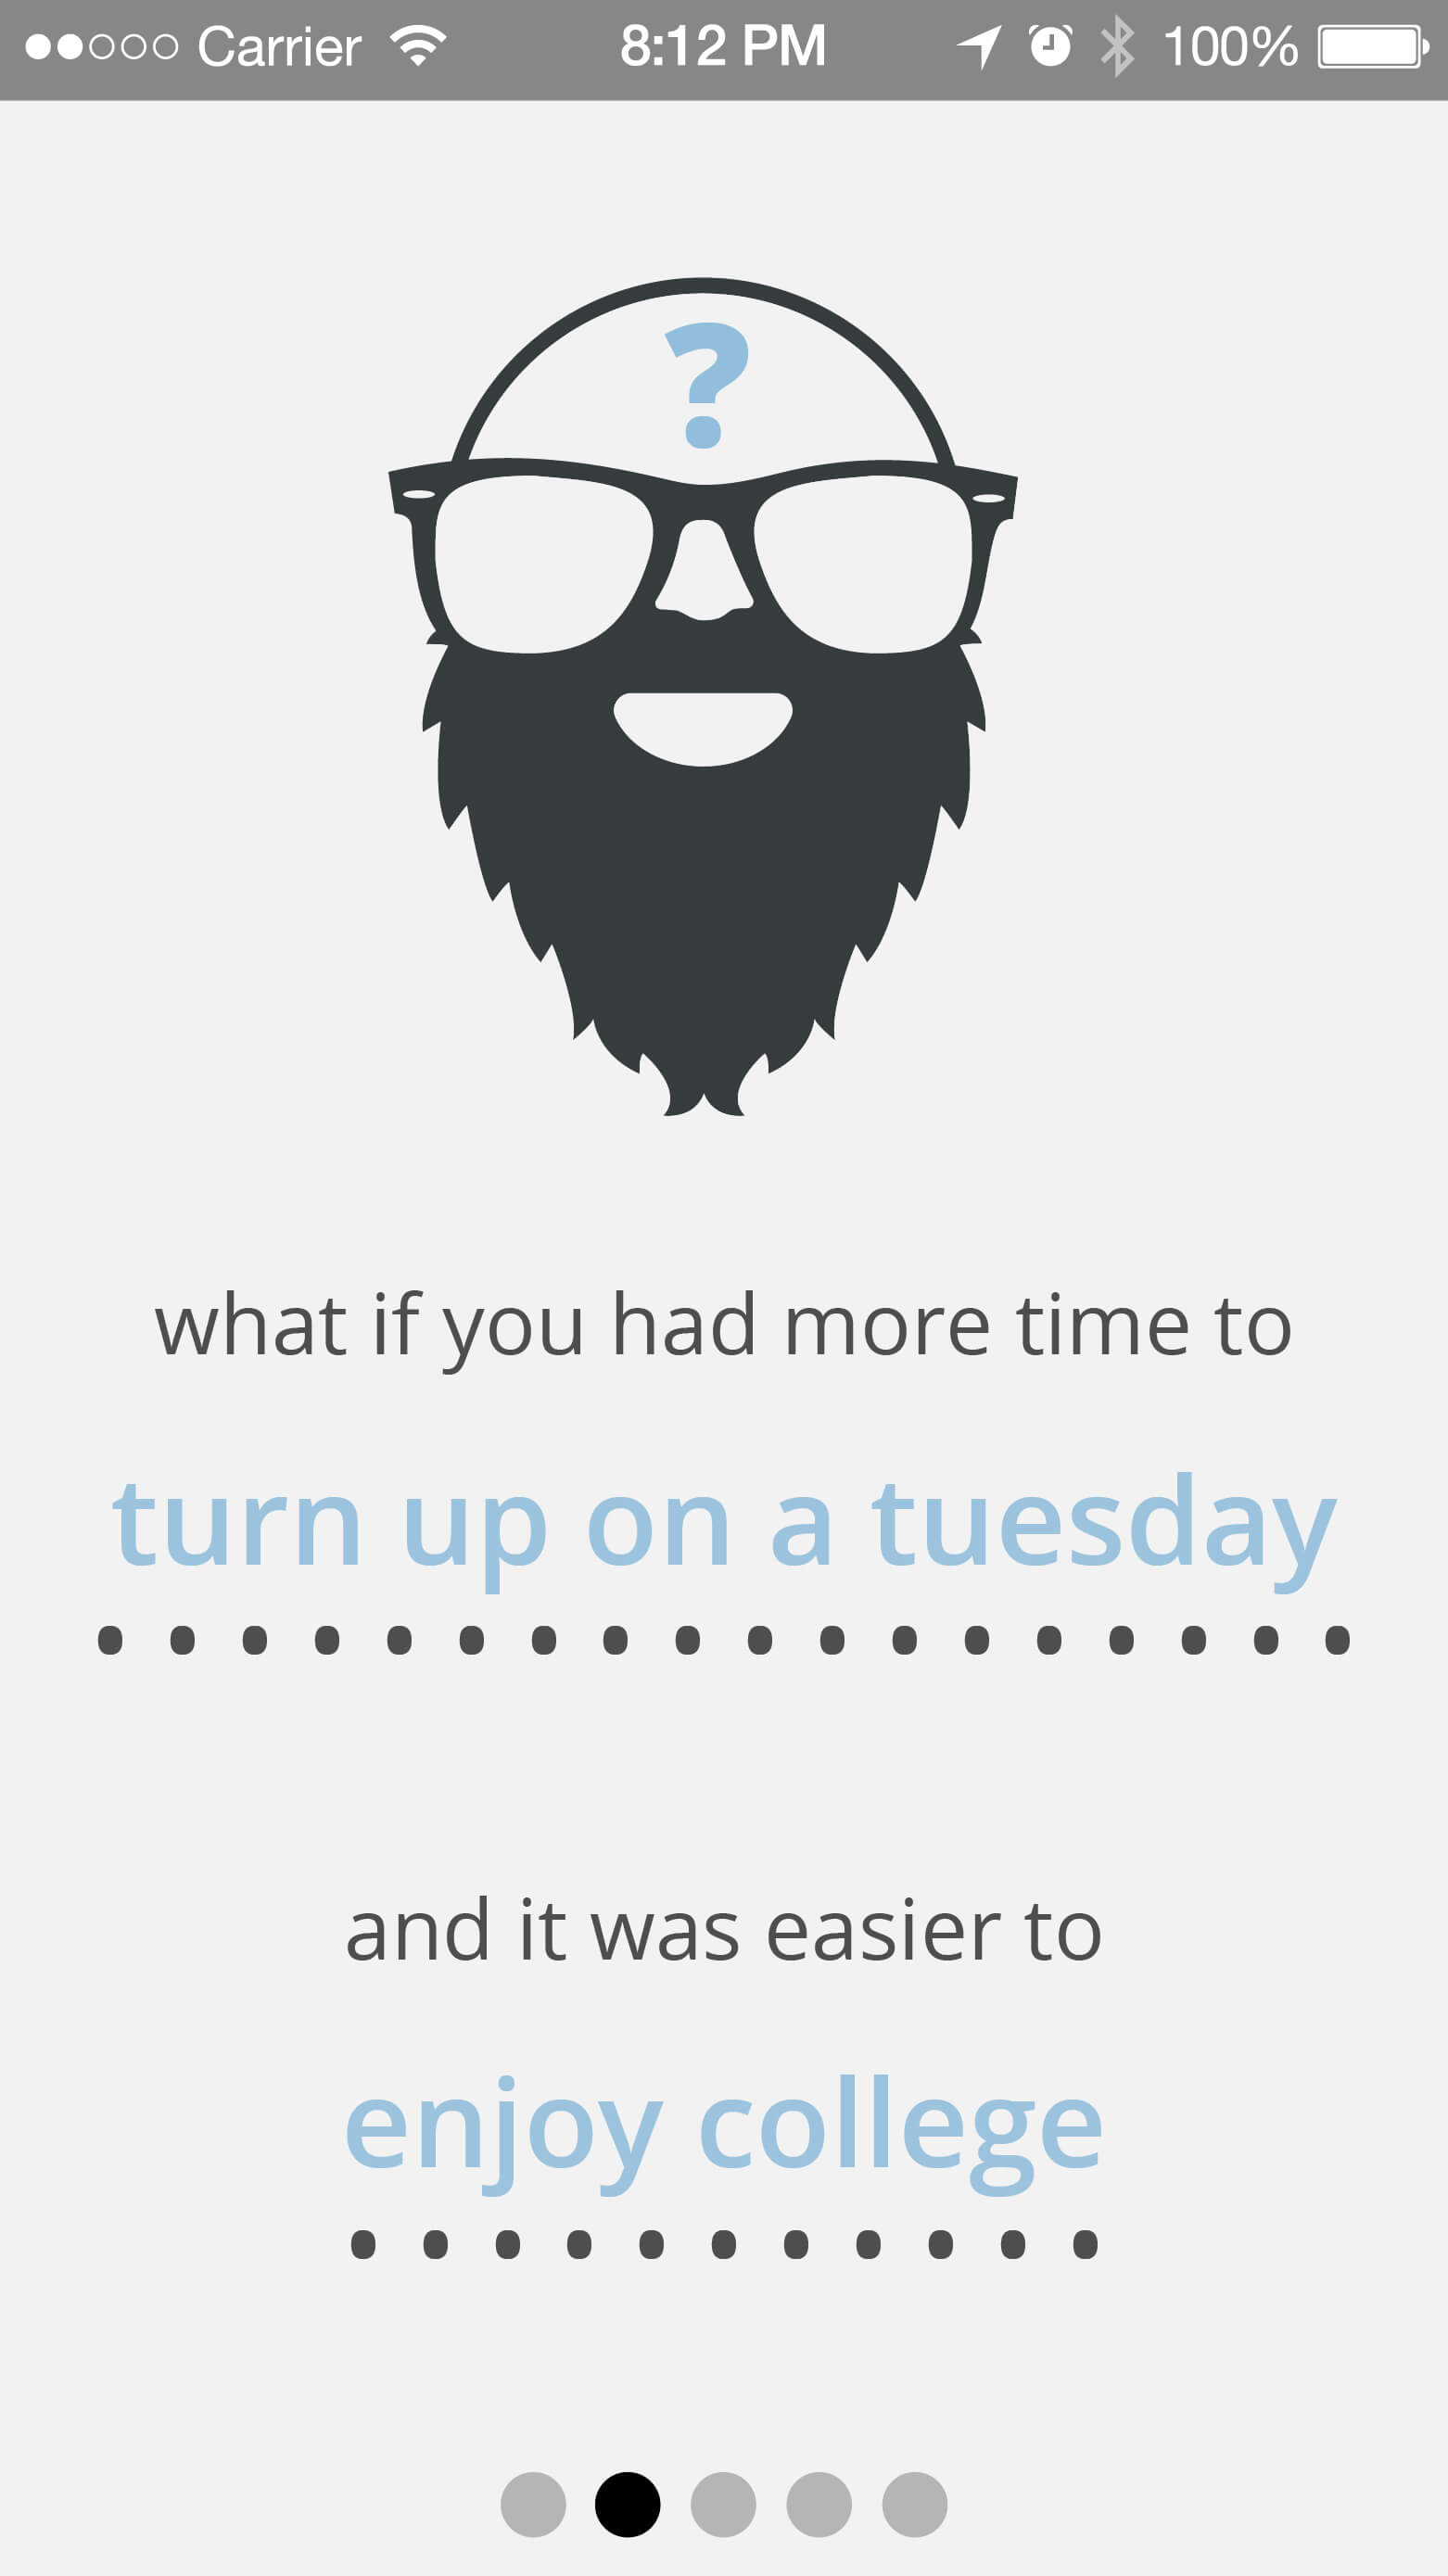 Carrier 8:12 PM 100%
?
what if you had more time to
turn up on a tuesday
and it was easier to
enjoy college